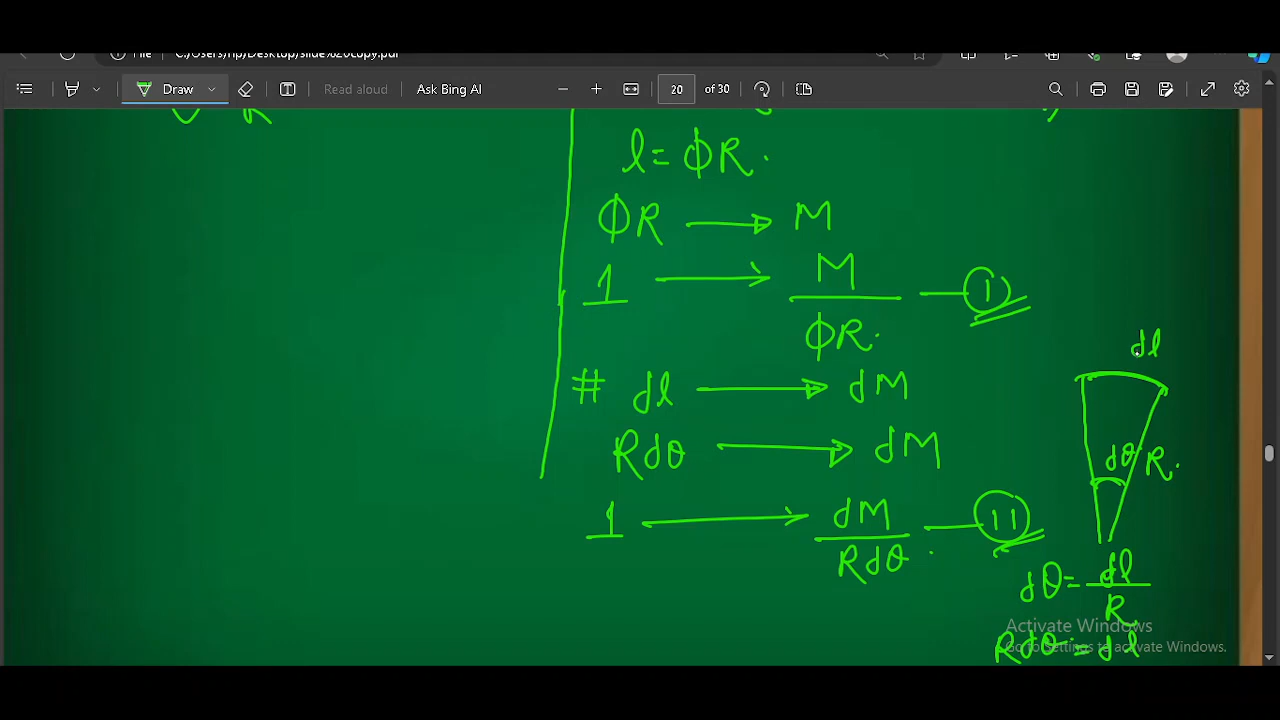 File C:/Users/hp/Desktop/slide%20copy.pdf
Draw Read aloud Ask Bing AI 20 of 30
R
l = ΦR.
ΦR → M
1 → M / ΦR. — ①
# dl → dM
Rdθ → dM
1 → dM / Rdθ — ⑪
dl
dθ R.
dθ = dl / R
Rdθ = dl
Activate Windows
Go to Settings to activate Windows.